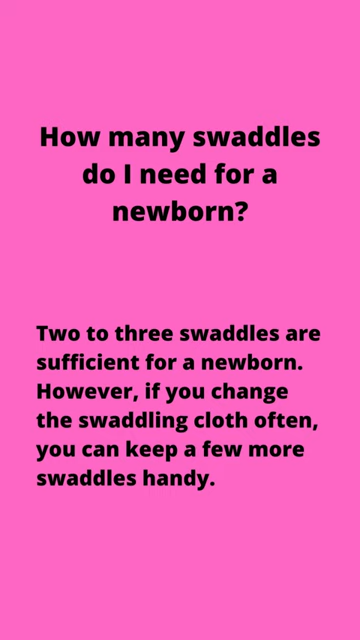 How many swaddles
do I need for a
newborn?
Two to three swaddles are
sufficient for a newborn.
However, if you change
the swaddling cloth often,
you can keep a few more
swaddles handy.